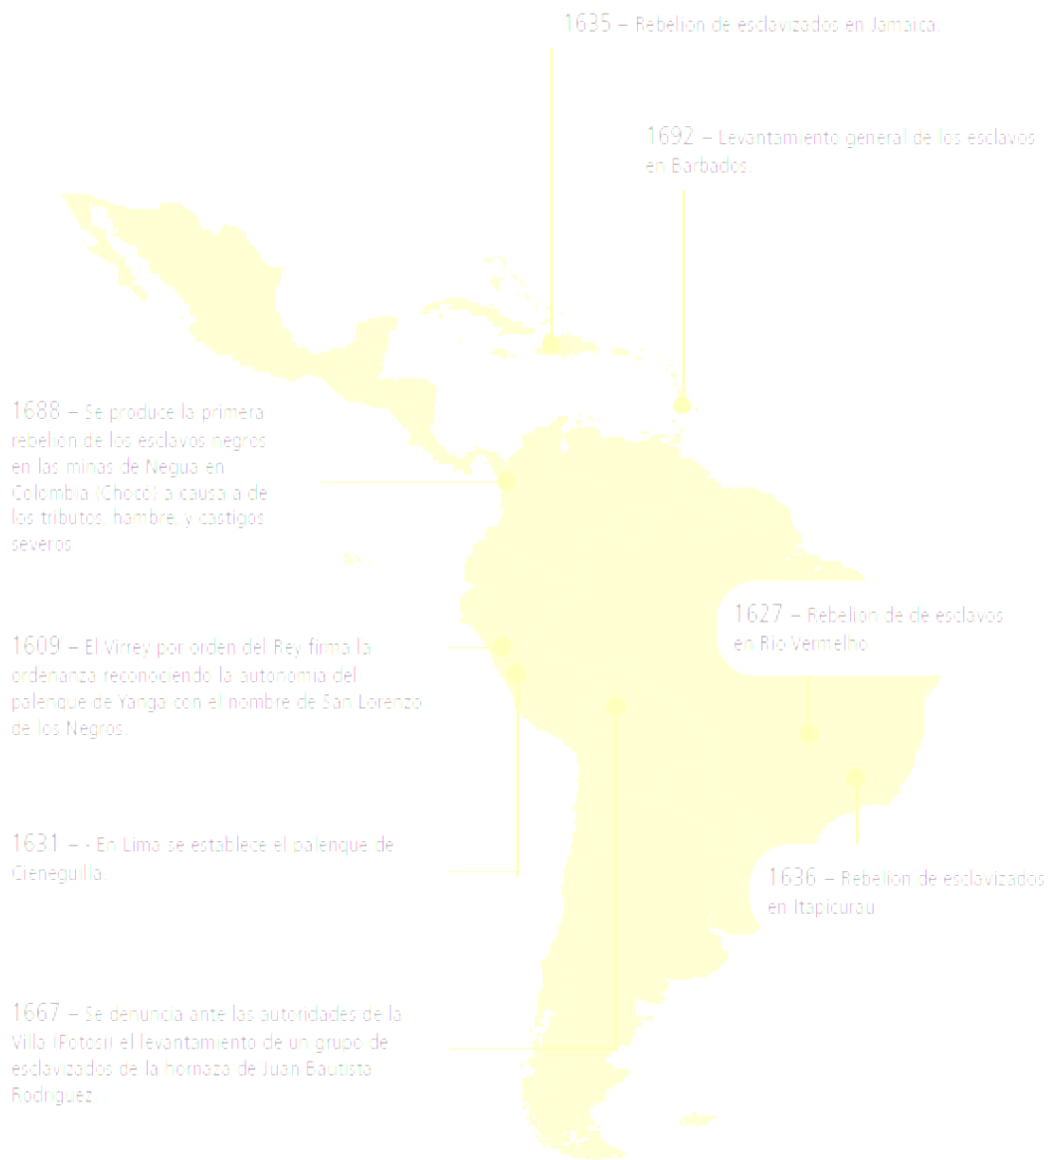 1635 – Rebelion de esclavizados en Jamaica.
1692 – Levantamiento general de los esclavos
en Barbados.
1688 – Se produce la primera
rebelion de los esclavos negros
en las minas de Negua en
Colombia (Chocó) a causa a de
los tributos, hambre, y castigos
severos
1609 – El Virrey por orden del Rey firma la
ordenanza reconociendo la autonomia del
palenque de Yanga con el nombre de San Lorenzo
de los Negros.
1627 – Rebelion de de esclavos
en Rio Vermelho
1631 – - En Lima se establece el palenque de
Cieneguilla.
1636 – Rebelion de esclavizados
en Itapicurau
1667 – Se denuncia ante las autoridades de la
Villa (Potosi) el levantamiento de un grupo de
esclavizados de la hornaza de Juan Bautista
Rodriguez.